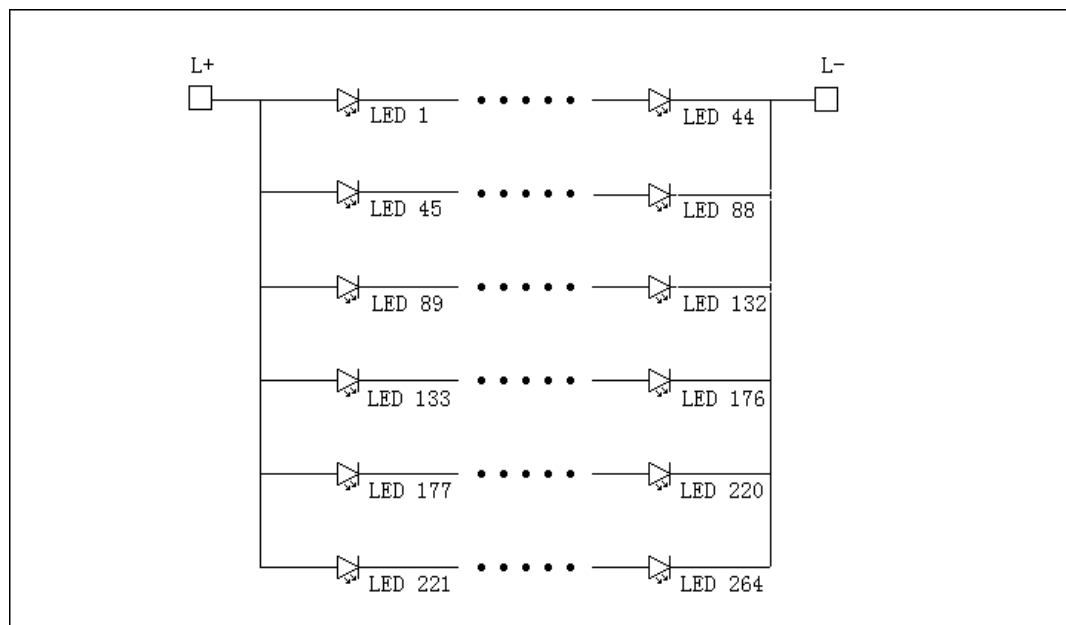 L+ L-
LED 1 LED 44
LED 45 LED 88
LED 89 LED 132
LED 133 LED 176
LED 177 LED 220
LED 221 LED 264